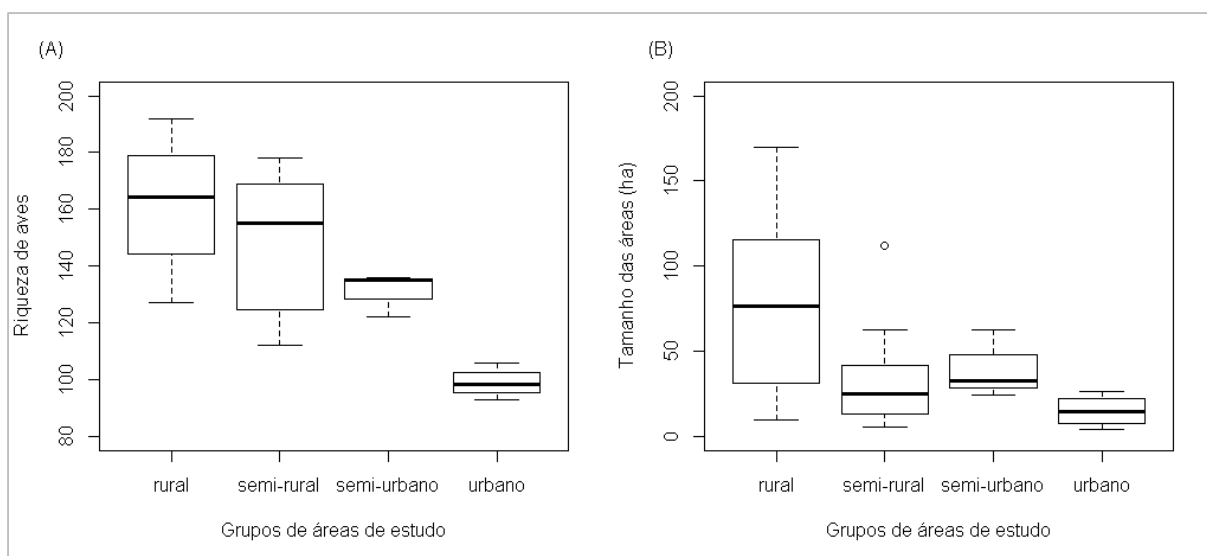 (A)
Riqueza de aves
200
180
160
140
120
100
80
rural semi-rural semi-urbano urbano
Grupos de áreas de estudo
(B)
Tamanho das áreas (ha)
200
150
100
50
0
rural semi-rural semi-urbano urbano
Grupos de áreas de estudo